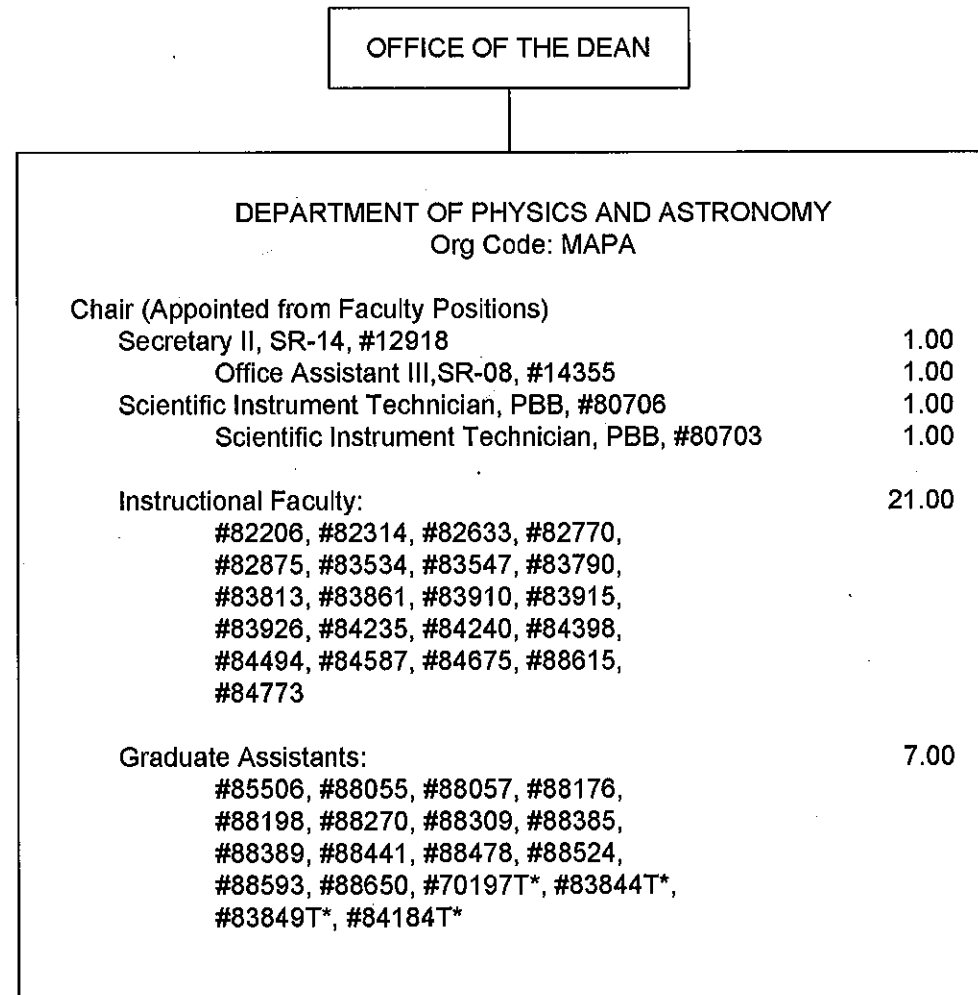 OFFICE OF THE DEAN
DEPARTMENT OF PHYSICS AND ASTRONOMY
Org Code: MAPA
Chair (Appointed from Faculty Positions)
Secretary II, SR-14, #12918 1.00
Office Assistant III,SR-08, #14355 1.00
Scientific Instrument Technician, PBB, #80706 1.00
Scientific Instrument Technician, PBB, #80703 1.00
Instructional Faculty: 21.00
#82206, #82314, #82633, #82770,
#82875, #83534, #83547, #83790,
#83813, #83861, #83910, #83915,
#83926, #84235, #84240, #84398,
#84494, #84587, #84675, #88615,
#84773
Graduate Assistants: 7.00
#85506, #88055, #88057, #88176,
#88198, #88270, #88309, #88385,
#88389, #88441, #88478, #88524,
#88593, #88650, #70197T*, #83844T*,
#83849T*, #84184T*